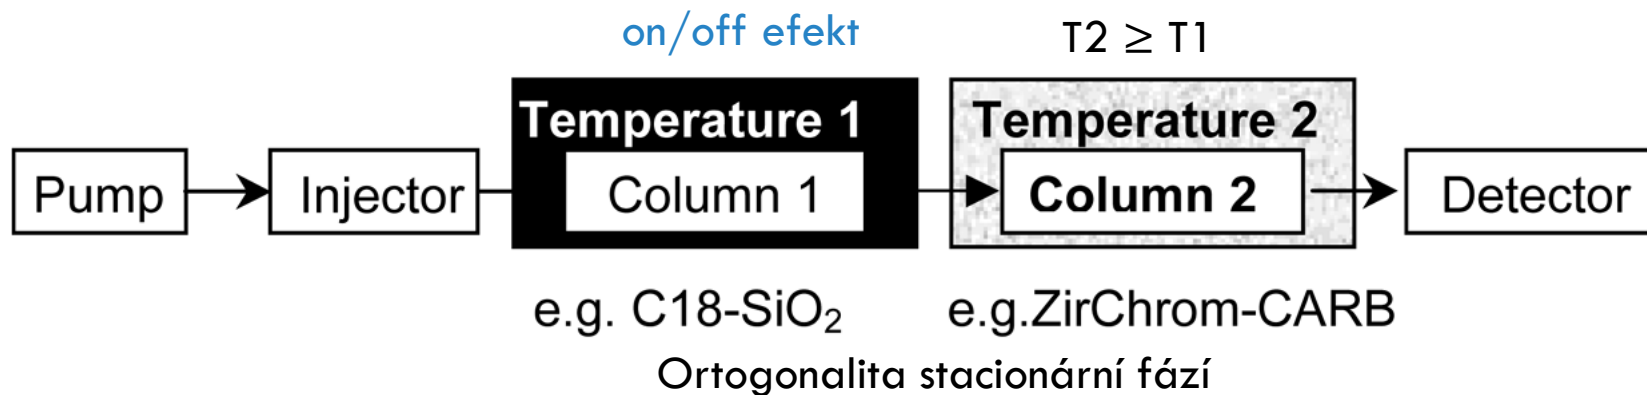 on/off efekt
T2 ≥ T1
Temperature 1
Temperature 2
Pump
Injector
Column 1
Column 2
Detector
e.g. C18-SiO₂
e.g.ZirChrom-CARB
Ortogonalita stacionární fází